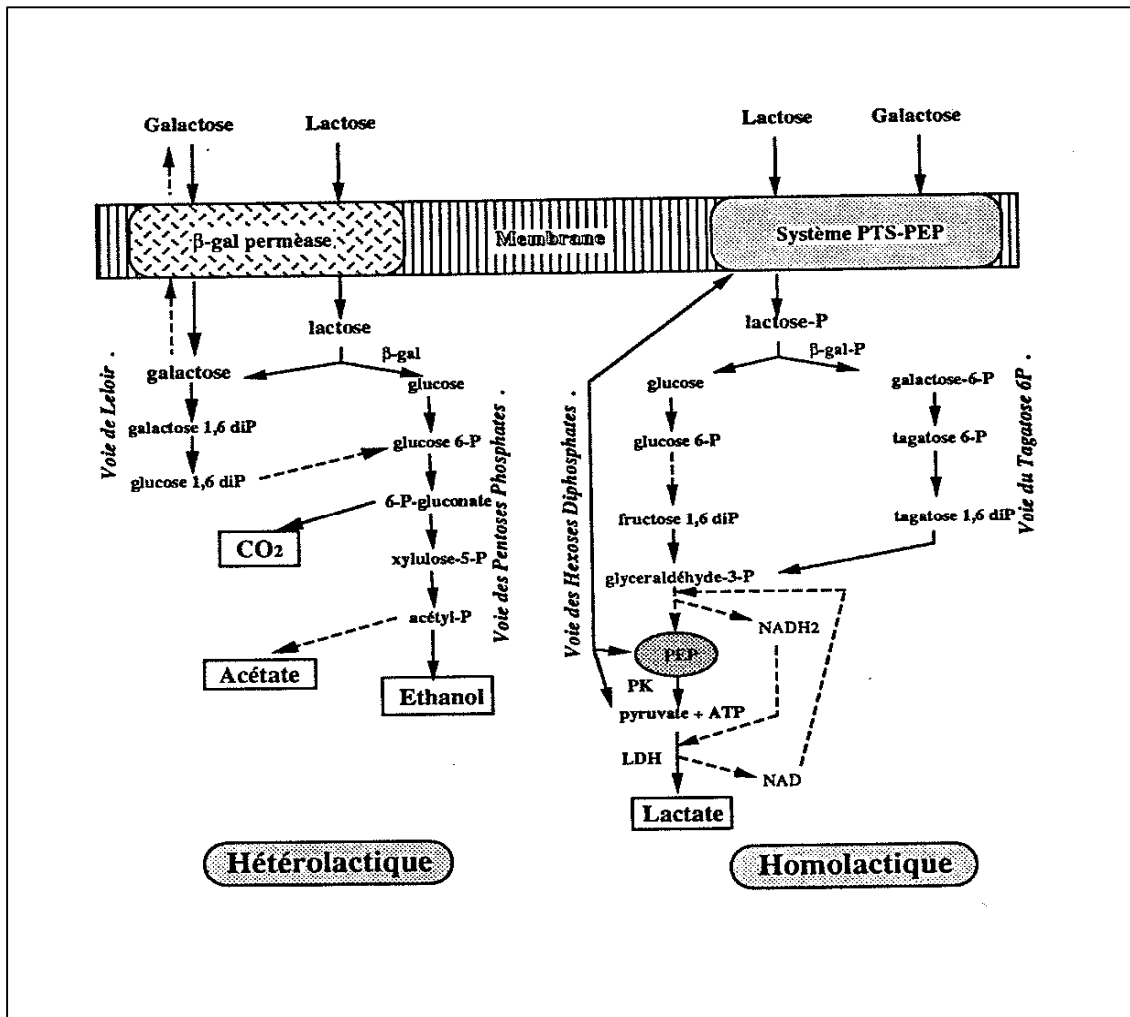 Galactose
Lactose
Lactose
Galactose
β-gal permèase
Membrane
Système PTS-PEP
lactose
β-gal
galactose
glucose
Voie de Leloir .
galactose 1,6 diP
glucose 1,6 diP
glucose 6-P
6-P-gluconate
CO2
xylulose-5-P
acétyl-P
Acétate
Ethanol
Voie des Pentoses Phosphates .
lactose-P
β-gal-P
glucose
galactose-6-P
glucose 6-P
tagatose 6-P
fructose 1,6 diP
tagatose 1,6 diP
Voie du Tagatose 6P .
Voie des Hexoses Diphosphates .
glyceraldéhyde-3-P
NADH2
PEP
PK
pyruvate + ATP
LDH
NAD
Lactate
Hétérolactique
Homolactique